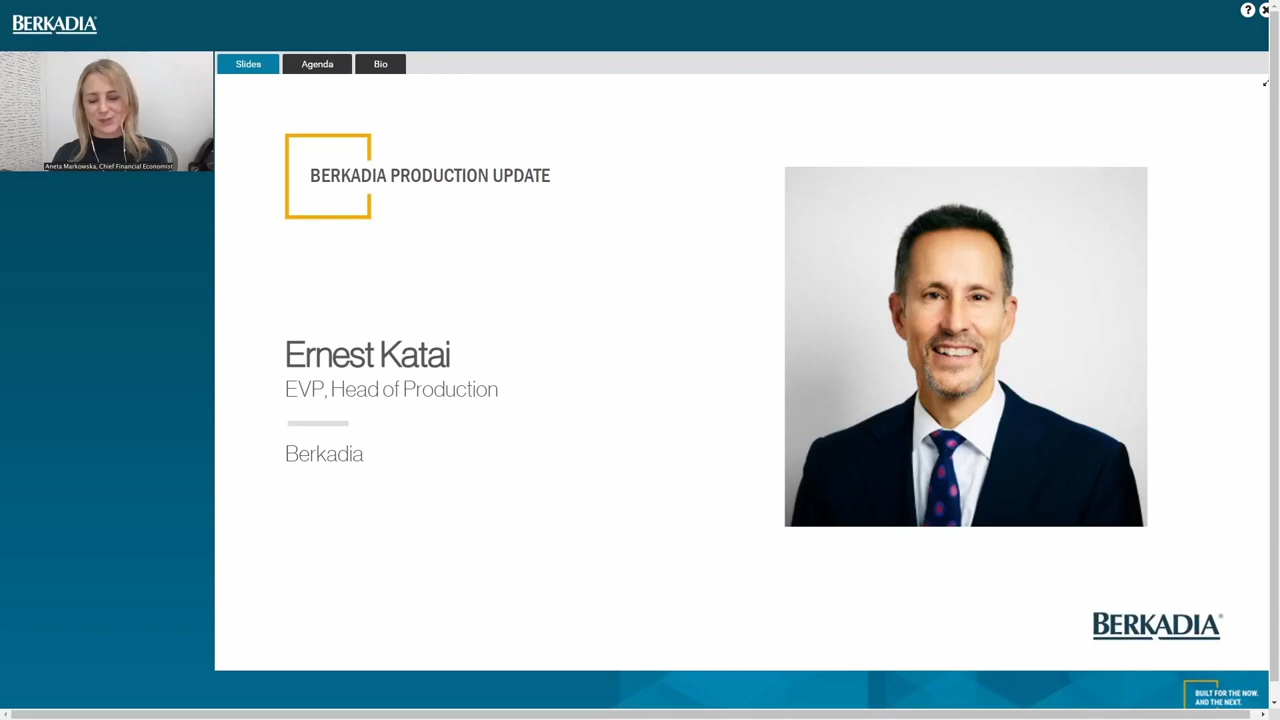 BERKADIA®
?
Slides
Agenda
Bio
Aneta Markowska, Chief Financial Economist
BERKADIA PRODUCTION UPDATE
Ernest Katai
EVP, Head of Production
Berkadia
BERKADIA®
BUILT FOR THE NOW.
AND THE NEXT.